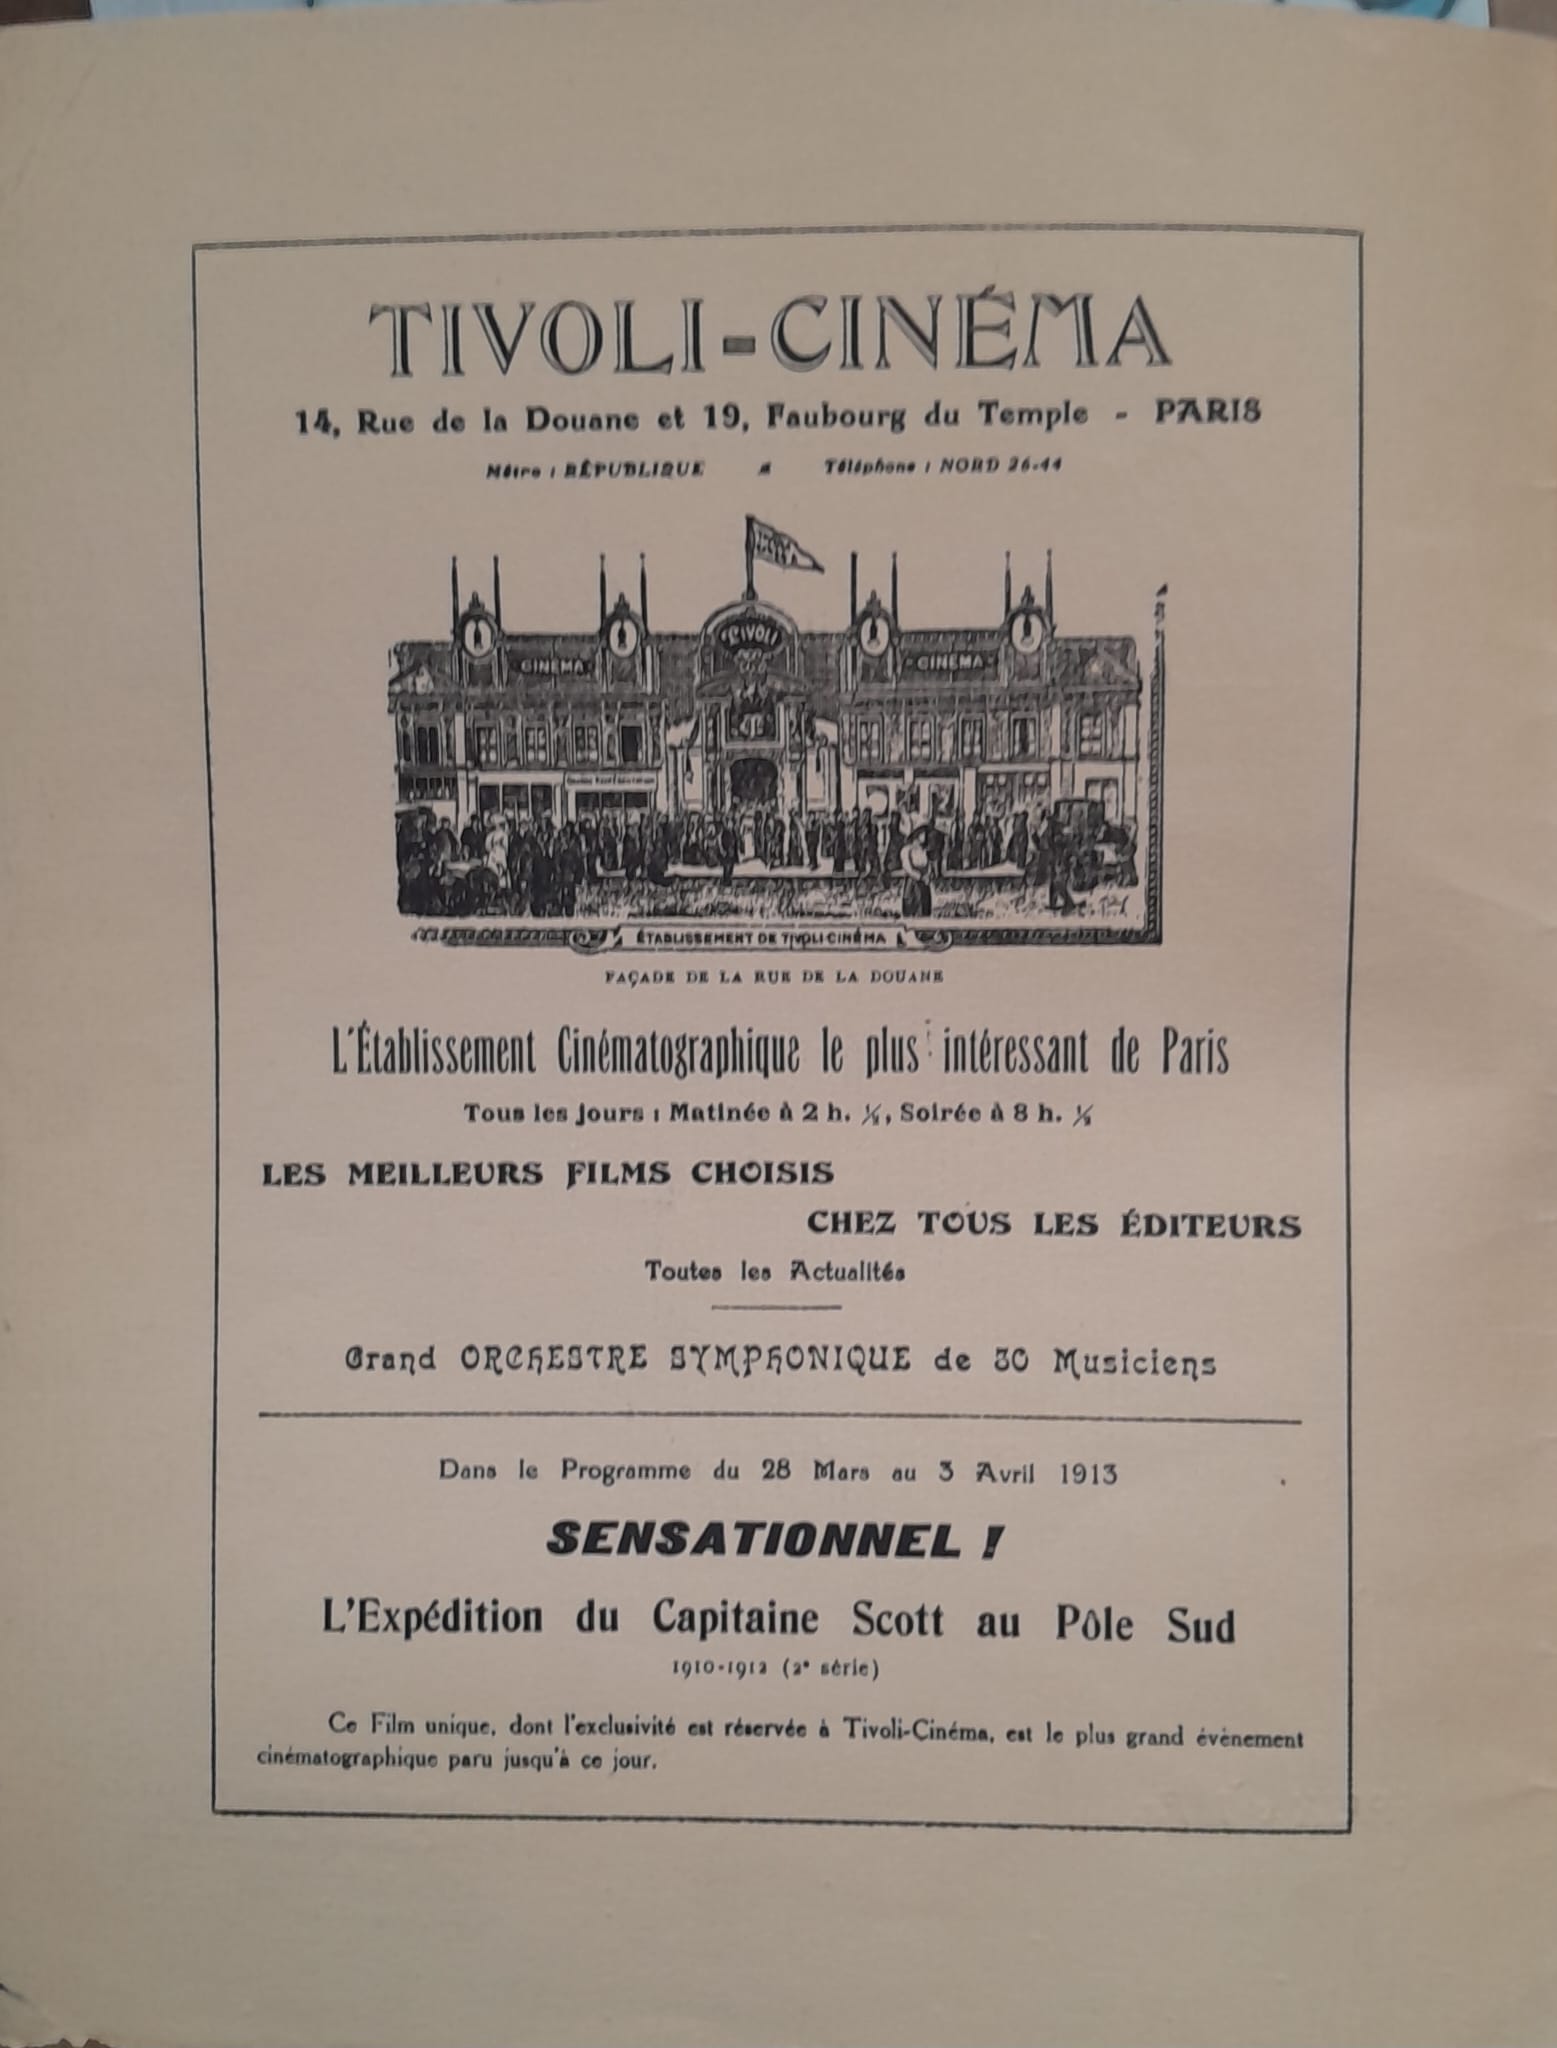 TIVOLI-CINÉMA
14, Rue de la Douane et 19, Faubourg du Temple - PARIS
Métro : RÉPUBLIQUE Téléphone : NORD 26-44
TIVOLI
CINÉMA CINÉMA
ÉTABLISSEMENT DE TIVOLI-CINÉMA
FAÇADE DE LA RUE DE LA DOUANE
L'Établissement Cinématographique le plus intéressant de Paris
Tous les jours : Matinée à 2 h. ½, Soirée à 8 h. ½
LES MEILLEURS FILMS CHOISIS
CHEZ TOUS LES ÉDITEURS
Toutes les Actualités
Grand ORCHESTRE SYMPHONIQUE de 30 Musiciens
Dans le Programme du 28 Mars au 3 Avril 1913
SENSATIONNEL !
L'Expédition du Capitaine Scott au Pôle Sud
1910-1912 (2e série)
Ce Film unique, dont l'exclusivité est réservée à Tivoli-Cinéma, est le plus grand évènement
cinématographique paru jusqu'à ce jour.